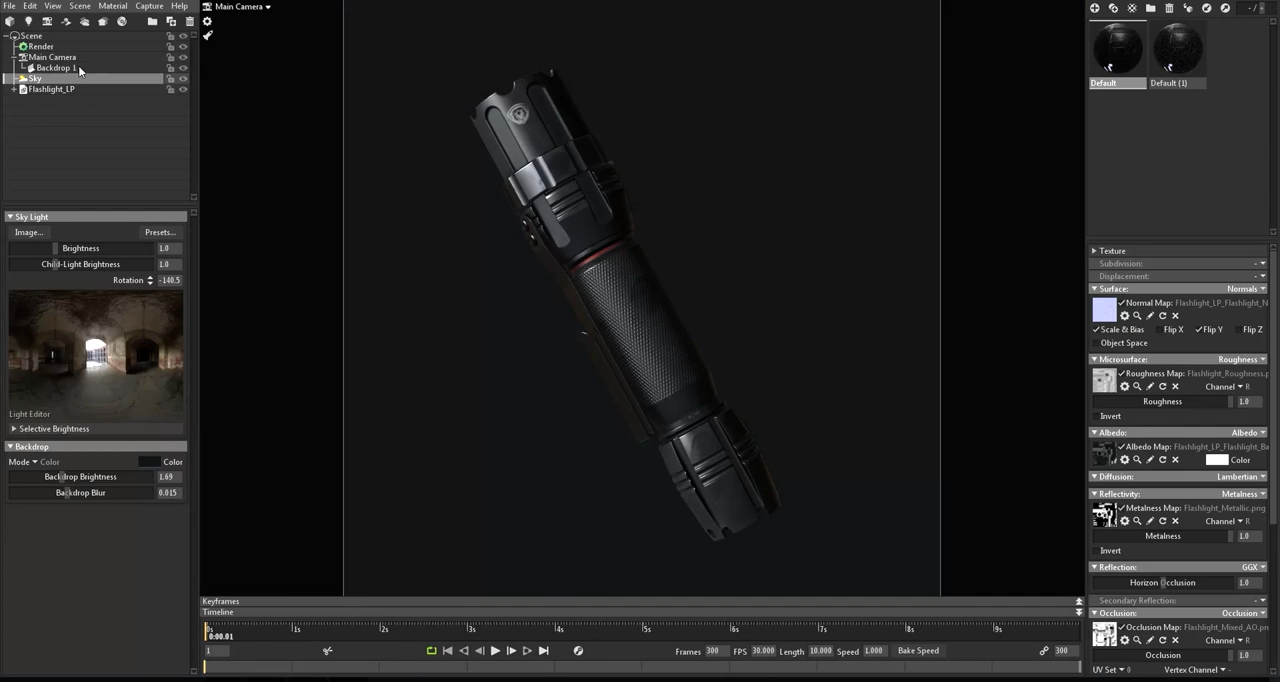 File Edit View Scene Material Capture Help
Main Camera
- / -
Scene
Render
Main Camera
Backdrop 1
Sky
Flashlight_LP
Default
Default (1)
Sky Light
Image... Presets...
Brightness 1.0
Child-Light Brightness 1.0
Rotation -140.5
Light Editor
Selective Brightness
Backdrop
Mode Color Color
Backdrop Brightness 1.69
Backdrop Blur 0.015
Texture
Subdivision: -
Displacement: -
Surface: Normals
Normal Map: Flashlight_LP_Flashlight_N
Scale & Bias Flip X Flip Y Flip Z
Object Space
Microsurface: Roughness
Roughness Map: Flashlight_Roughness.p
Channel R
Roughness 1.0
Invert
Albedo: Albedo
Albedo Map: Flashlight_LP_Flashlight_Ba
Color
Diffusion: Lambertian
Reflectivity: Metalness
Metalness Map: Flashlight_Metallic.png
Channel R
Metalness 1.0
Invert
Reflection: GGX
Horizon Occlusion 1.0
Secondary Reflection: -
Occlusion: Occlusion
Occlusion Map: Flashlight_Mixed_AO.pn
Channel R
Occlusion 1.0
UV Set 0 Vertex Channel -
Keyframes
Timeline
0s 1s 2s 3s 4s 5s 6s 7s 8s 9s
0:00.01
1 Frames 300 FPS 30.000 Length 10.000 Speed 1.000 Bake Speed 300